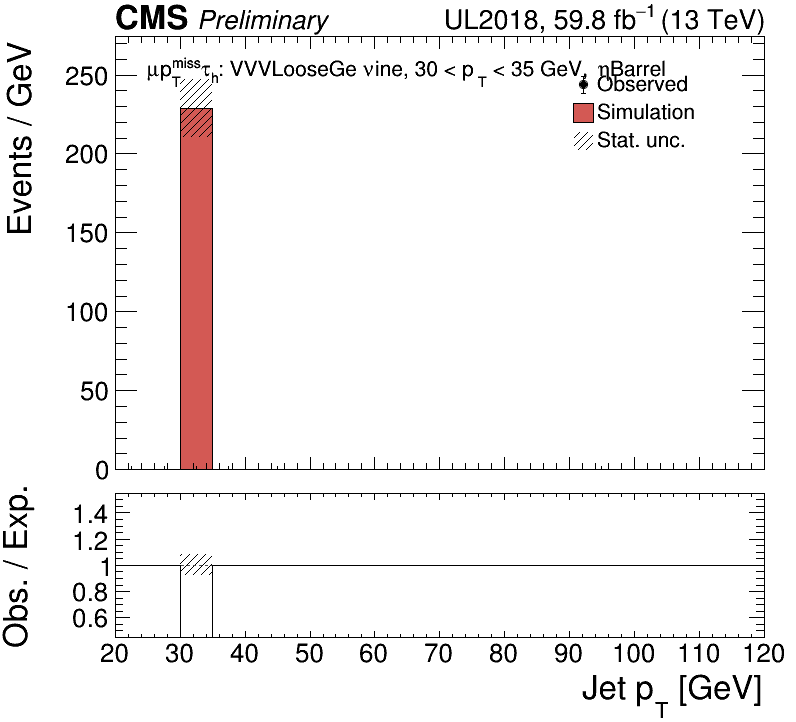 CMS Preliminary UL2018, 59.8 fb⁻¹ (13 TeV)
μp_T^miss τ_h: VVVLooseGe νine, 30 < p_T < 35 GeV, ηBarrel
Observed
Simulation
Stat. unc.
Events / GeV
250
200
150
100
50
0
Obs. / Exp.
1.4
1.2
1
0.8
0.6
20 30 40 50 60 70 80 90 100 110 120
Jet p_T [GeV]